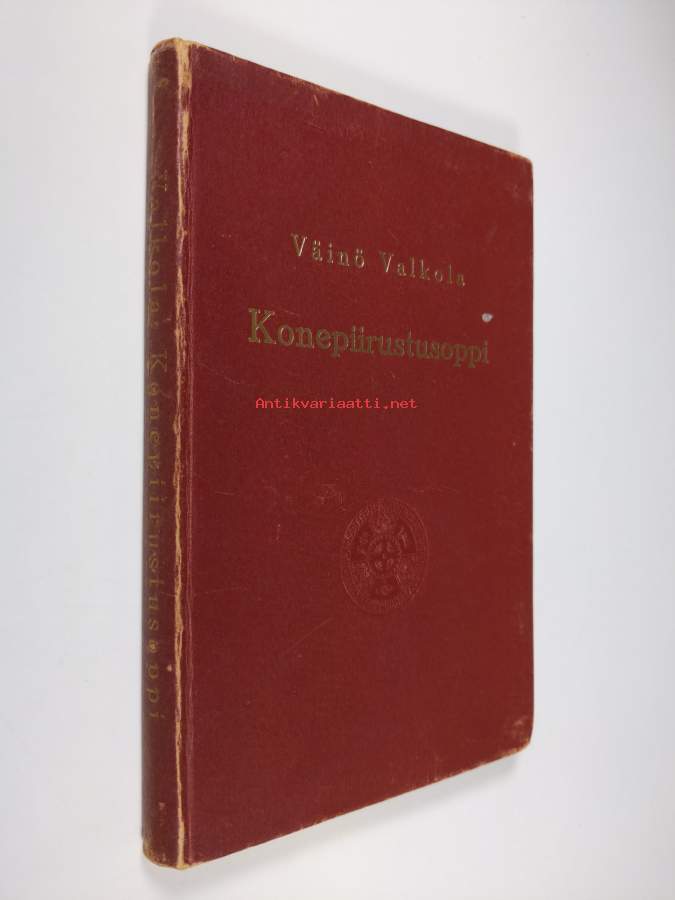 Väinö Valkola
Konepiirustusoppi
Antikvariaatti.net
Valkola: Konepiirustusoppi